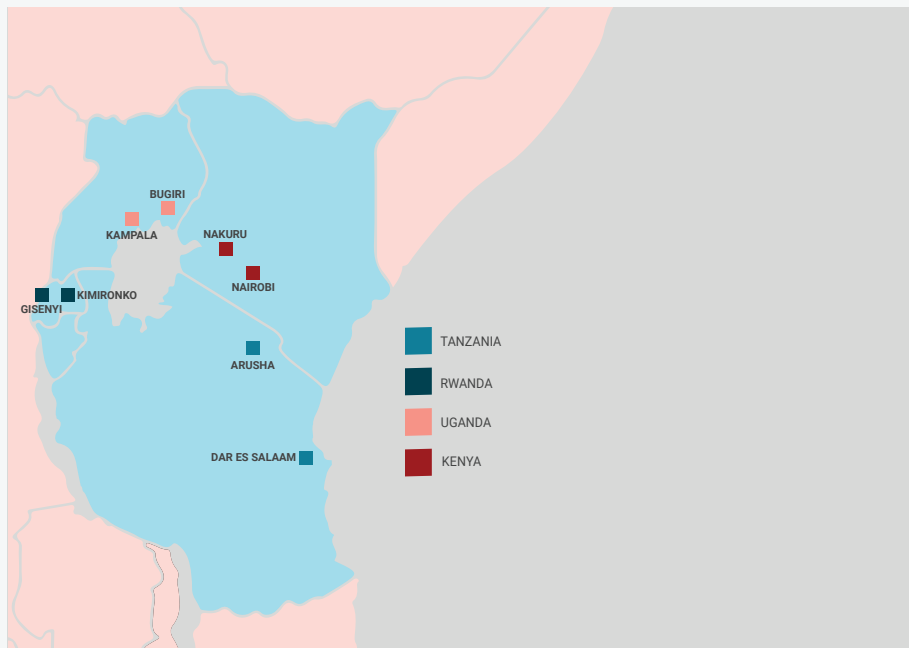 BUGIRI
KAMPALA
NAKURU
NAIROBI
KIMIRONKO
GISENYI
ARUSHA
DAR ES SALAAM
TANZANIA
RWANDA
UGANDA
KENYA